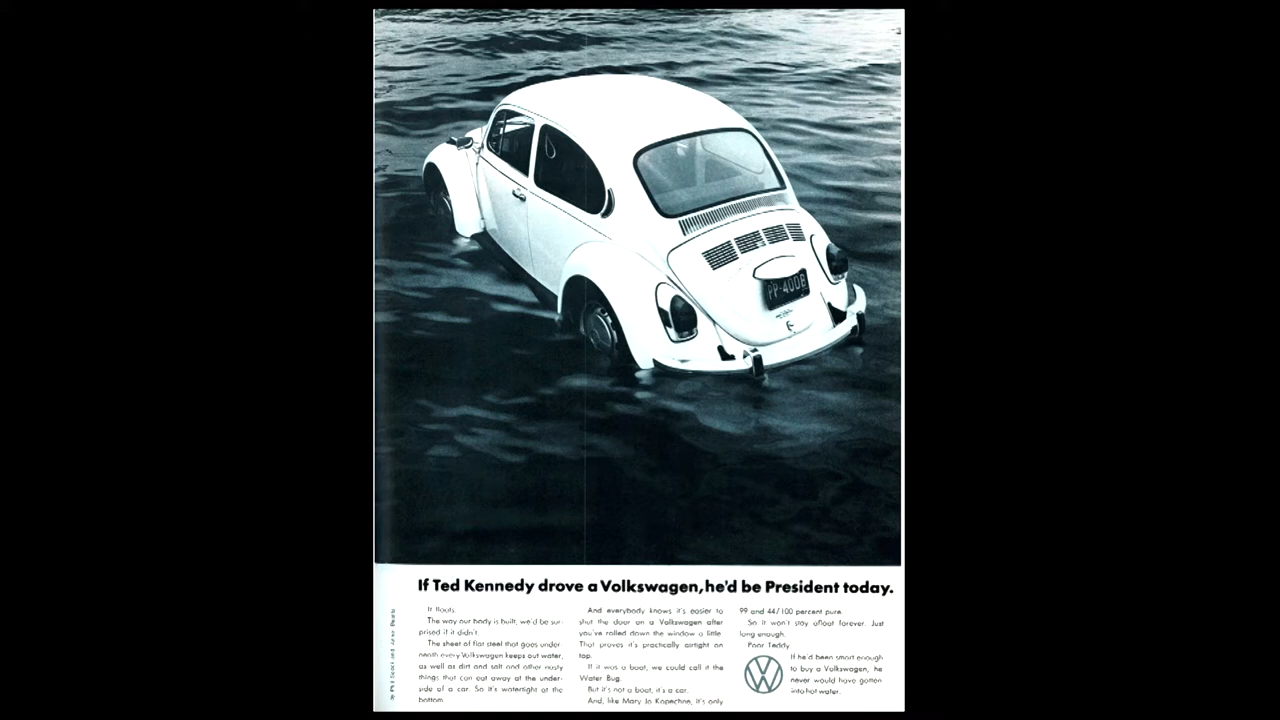 PP-400B
If Ted Kennedy drove a Volkswagen, he'd be President today.
It floats.
The way our body is built, we'd be sur-
prised if it didn't.
The sheet of flat steel that goes under-
neath every Volkswagen keeps out water,
as well as dirt and salt and other nasty
things that can eat away at the under-
side of a car. So it's watertight at the
bottom.
And everybody knows it's easier to
shut the door on a Volkswagen after
you've rolled down the window a little.
That proves it's practically airtight on
top.
If it was a boat, we could call it the
Water Bug.
But it's not a boat, it's a car.
And, like Mary Jo Kopechne, it's only
99 and 44/100 percent pure.
So it won't stay afloat forever. Just
long enough.
Poor Teddy.
If he'd been smart enough
to buy a Volkswagen, he
never would have gotten
into hot water.
VW
by Phil Socci and